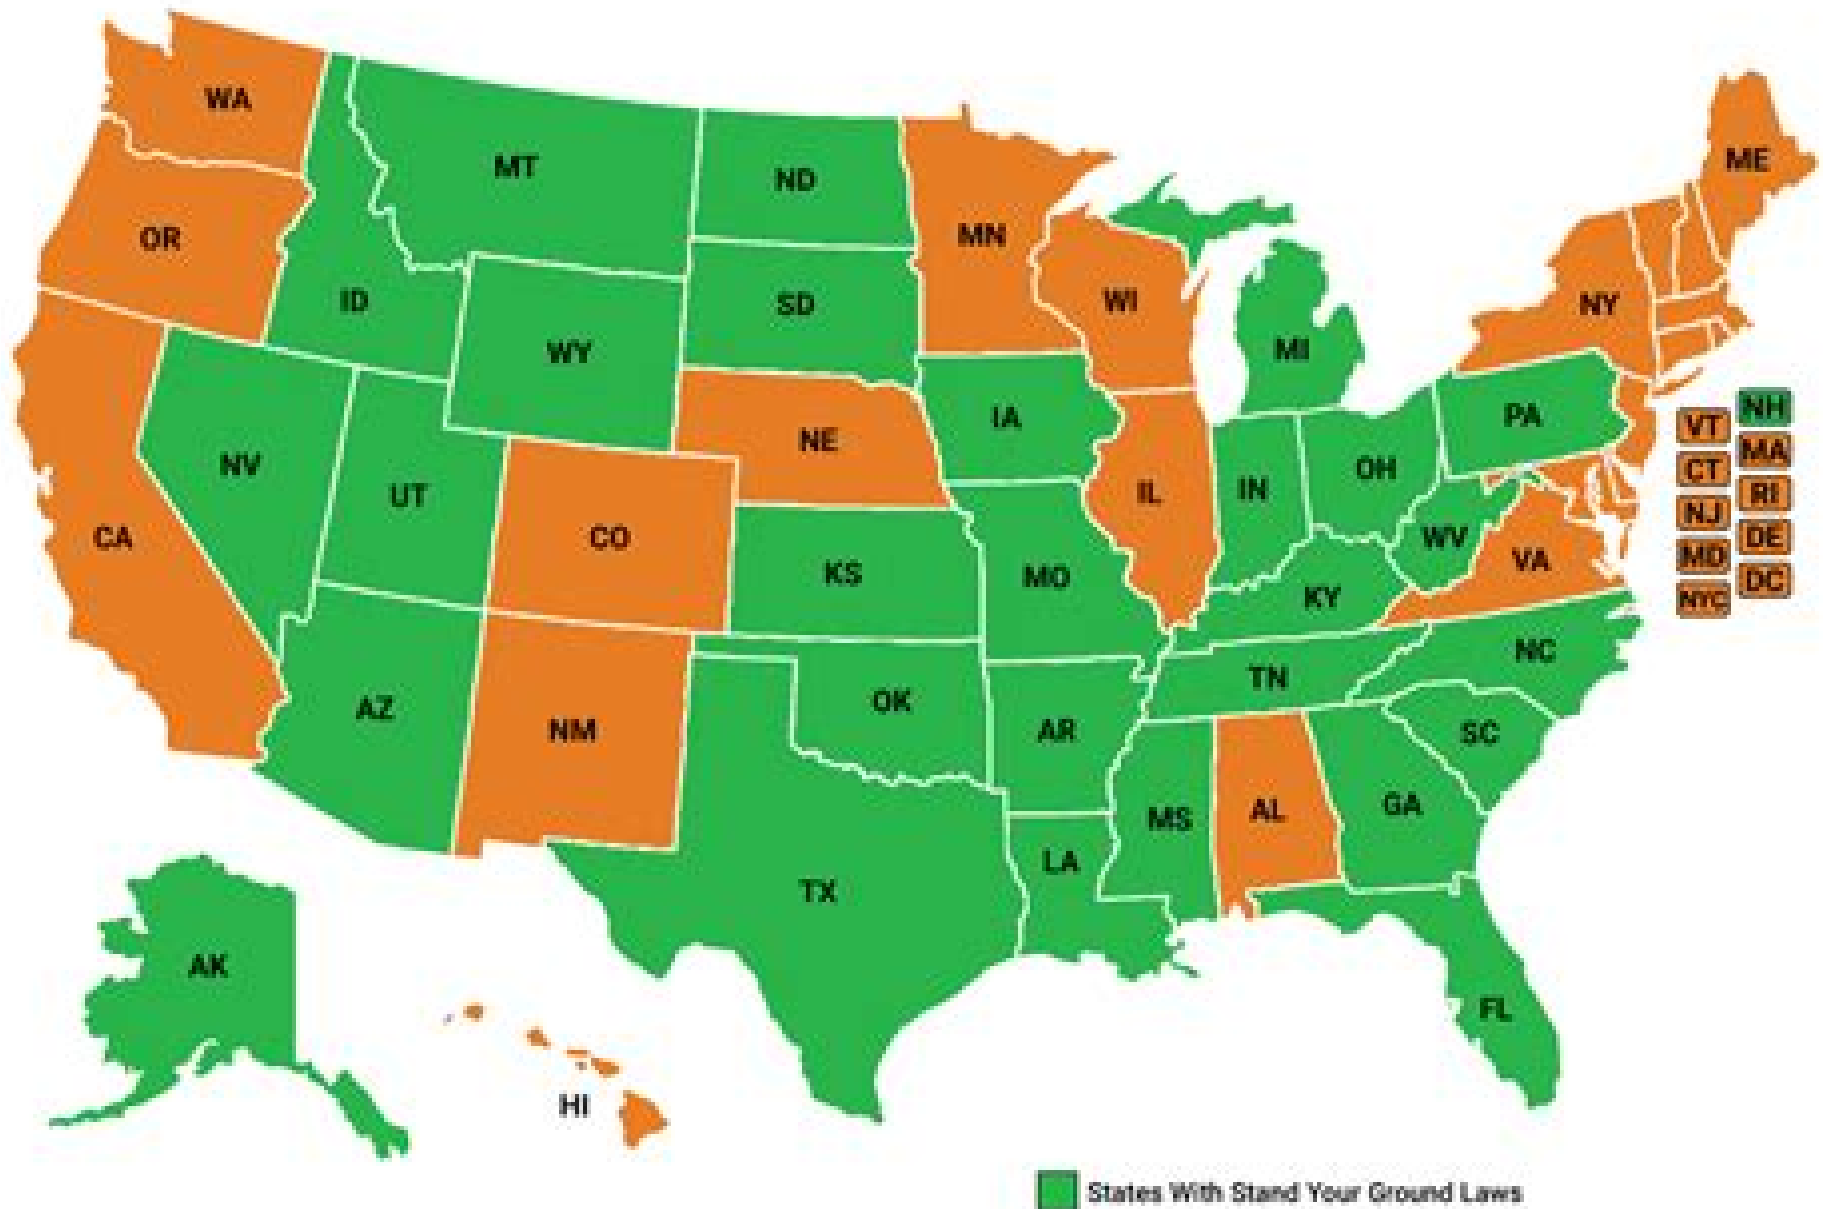 WA
MT
ND
MN
ME
OR
ID
SD
WI
NY
WY
MI
IA
NE
PA
NH
VT
MA
NV
UT
CO
IL
IN
OH
CT
RI
NJ
CA
KS
MO
WV
VA
DE
MD
DC
KY
NYC
NC
TN
AZ
NM
OK
AR
SC
MS
AL
GA
LA
TX
AK
FL
HI
States With Stand Your Ground Laws